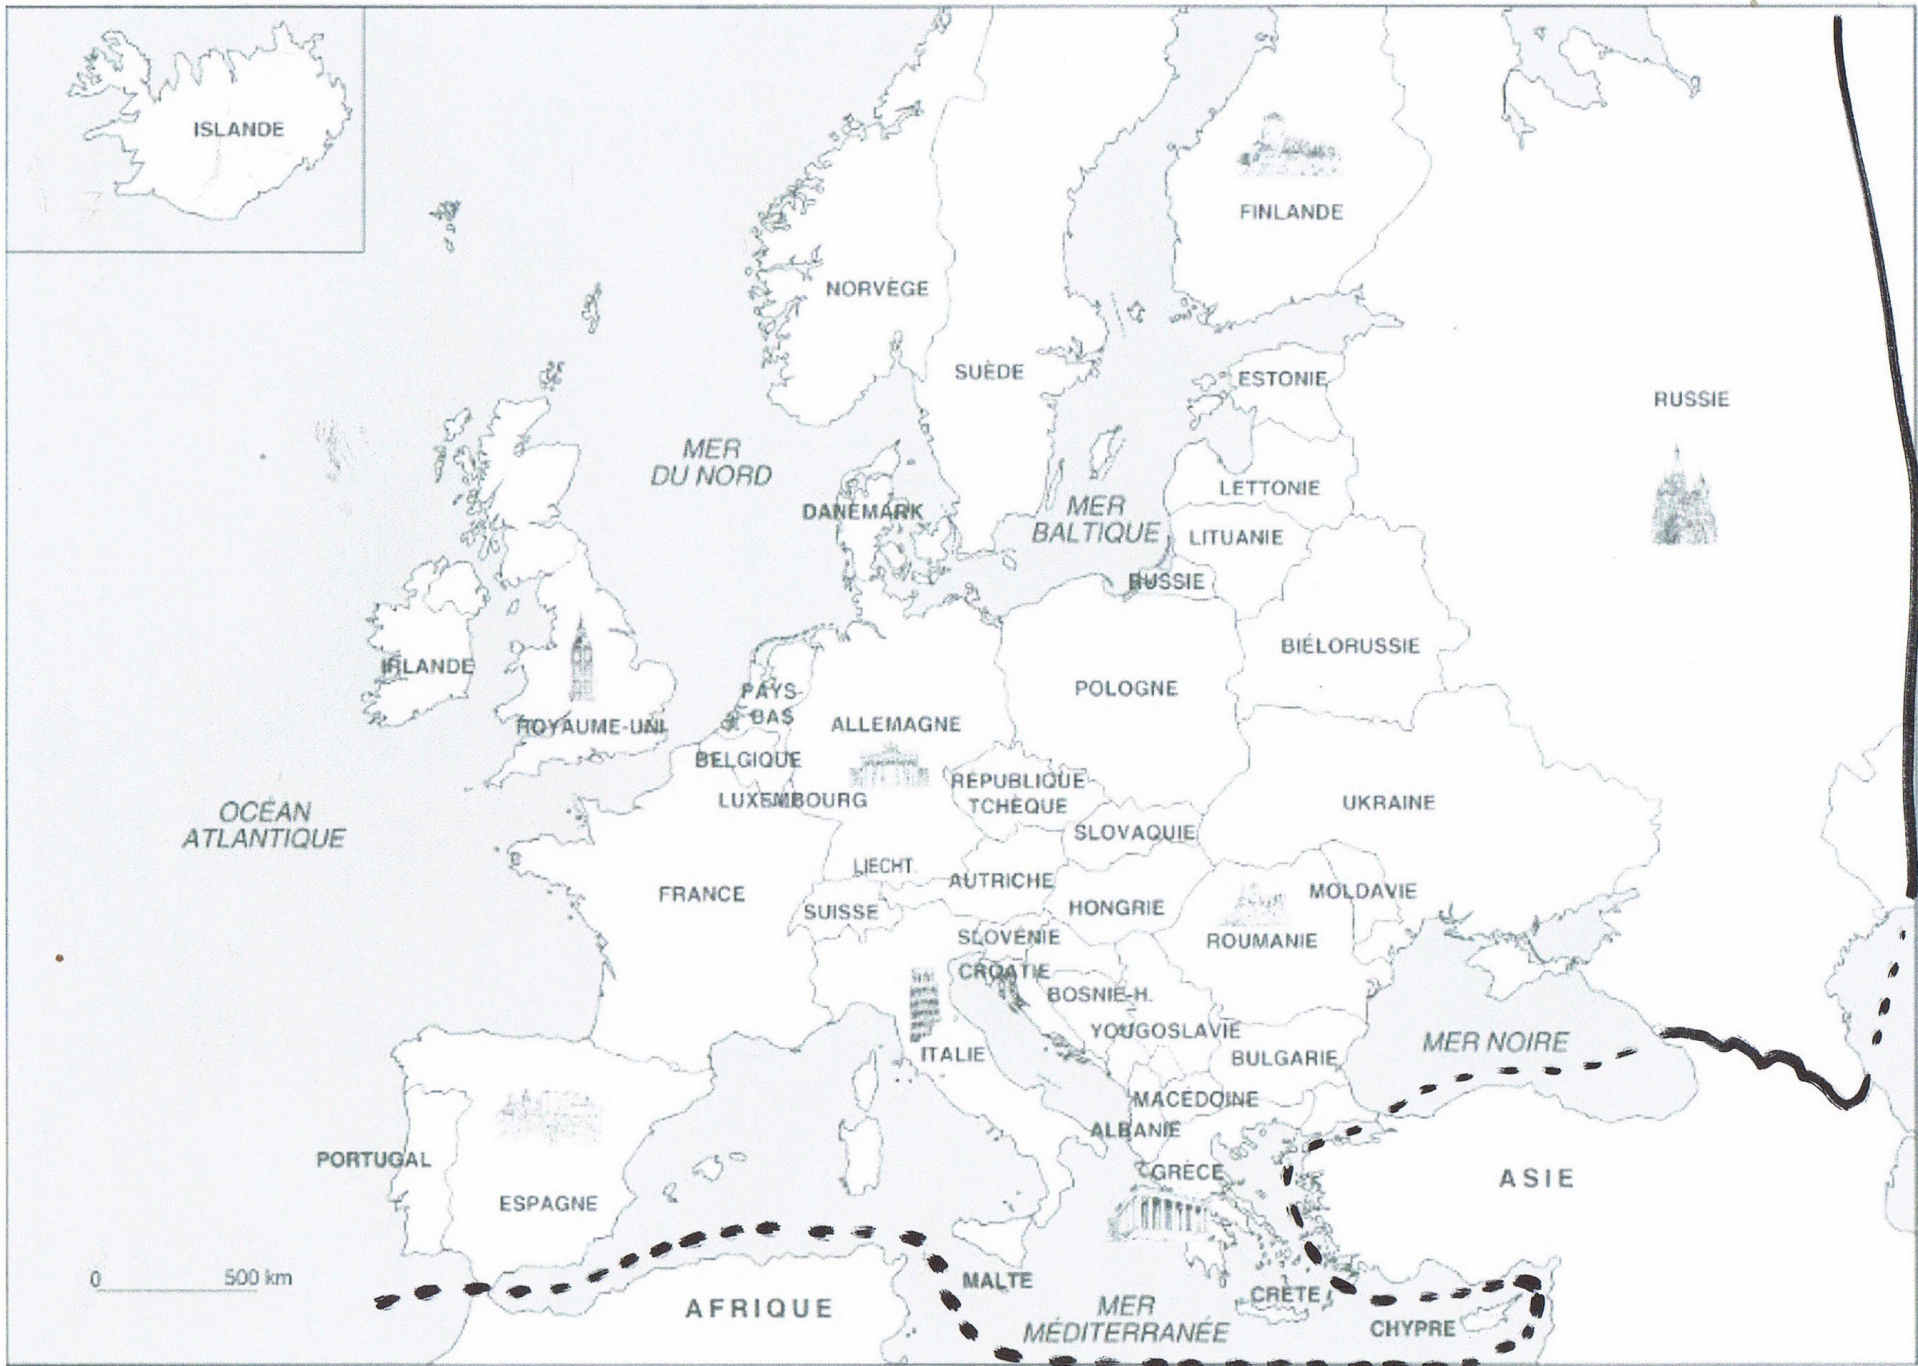 ISLANDE
FINLANDE
NORVÈGE
SUÈDE
ESTONIE
RUSSIE
MER
DU NORD
LETTONIE
DANEMARK
MER
BALTIQUE
LITUANIE
RUSSIE
BIÉLORUSSIE
IRLANDE
ROYAUME-UNI
PAYS-
BAS
POLOGNE
ALLEMAGNE
BELGIQUE
RÉPUBLIQUE
TCHÈQUE
LUXEMBOURG
UKRAINE
OCÉAN
ATLANTIQUE
SLOVAQUIE
LIECHT.
AUTRICHE
FRANCE
MOLDAVIE
HONGRIE
SUISSE
SLOVÉNIE
ROUMANIE
CROATIE
BOSNIE-H.
YOUGOSLAVIE
MER NOIRE
ITALIE
BULGARIE
MACÉDOINE
ALBANIE
PORTUGAL
GRÈCE
ASIE
ESPAGNE
0 500 km
MALTE
CRÈTE
AFRIQUE
MER
MÉDITERRANÉE
CHYPRE